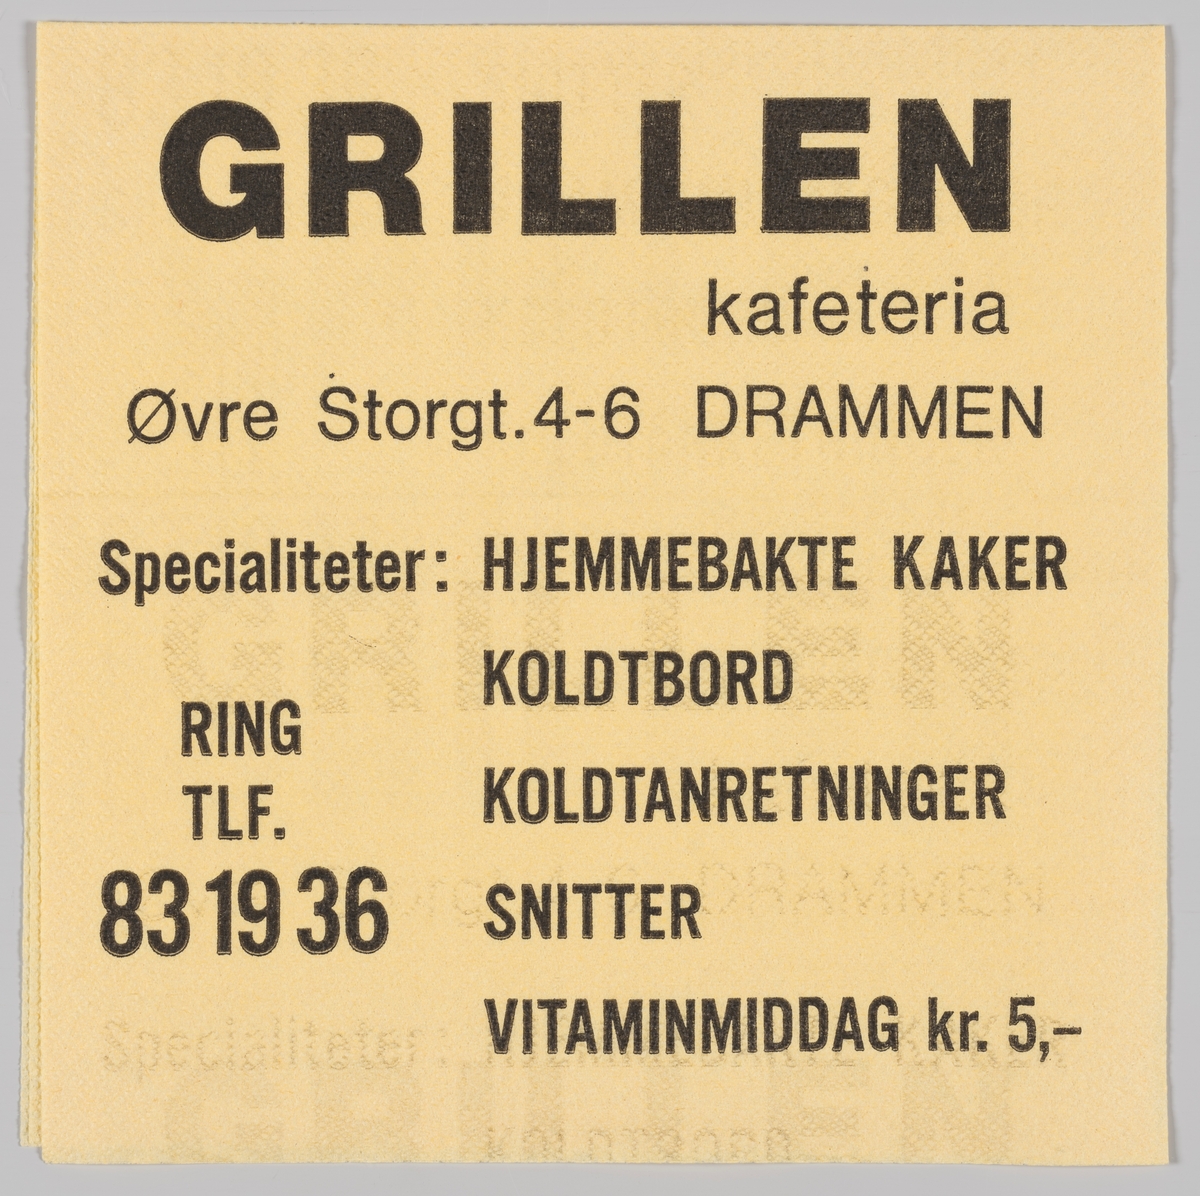 GRILLEN
kafeteria
Øvre Storgt. 4-6 DRAMMEN
Specialiteter: HJEMMEBAKTE KAKER
KOLDTBORD
KOLDTANRETNINGER
SNITTER
VITAMINMIDDAG kr. 5,-
RING
TLF.
83 19 36